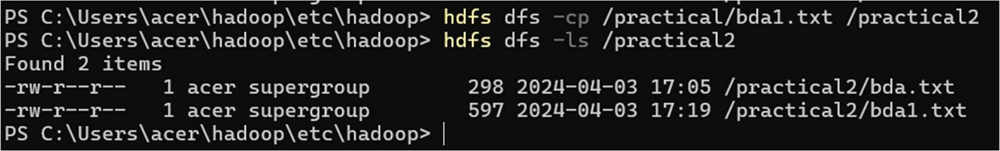 PS C:\Users\acer\hadoop\etc\hadoop> hdfs dfs -cp /practical/bda1.txt /practical2
PS C:\Users\acer\hadoop\etc\hadoop> hdfs dfs -ls /practical2
Found 2 items
-rw-r--r--   1 acer supergroup        298 2024-04-03 17:05 /practical2/bda.txt
-rw-r--r--   1 acer supergroup        597 2024-04-03 17:19 /practical2/bda1.txt
PS C:\Users\acer\hadoop\etc\hadoop>